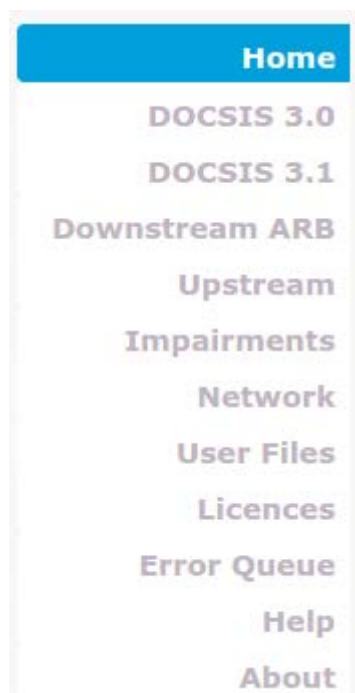 Home
DOCSIS 3.0
DOCSIS 3.1
Downstream ARB
Upstream
Impairments
Network
User Files
Licences
Error Queue
Help
About